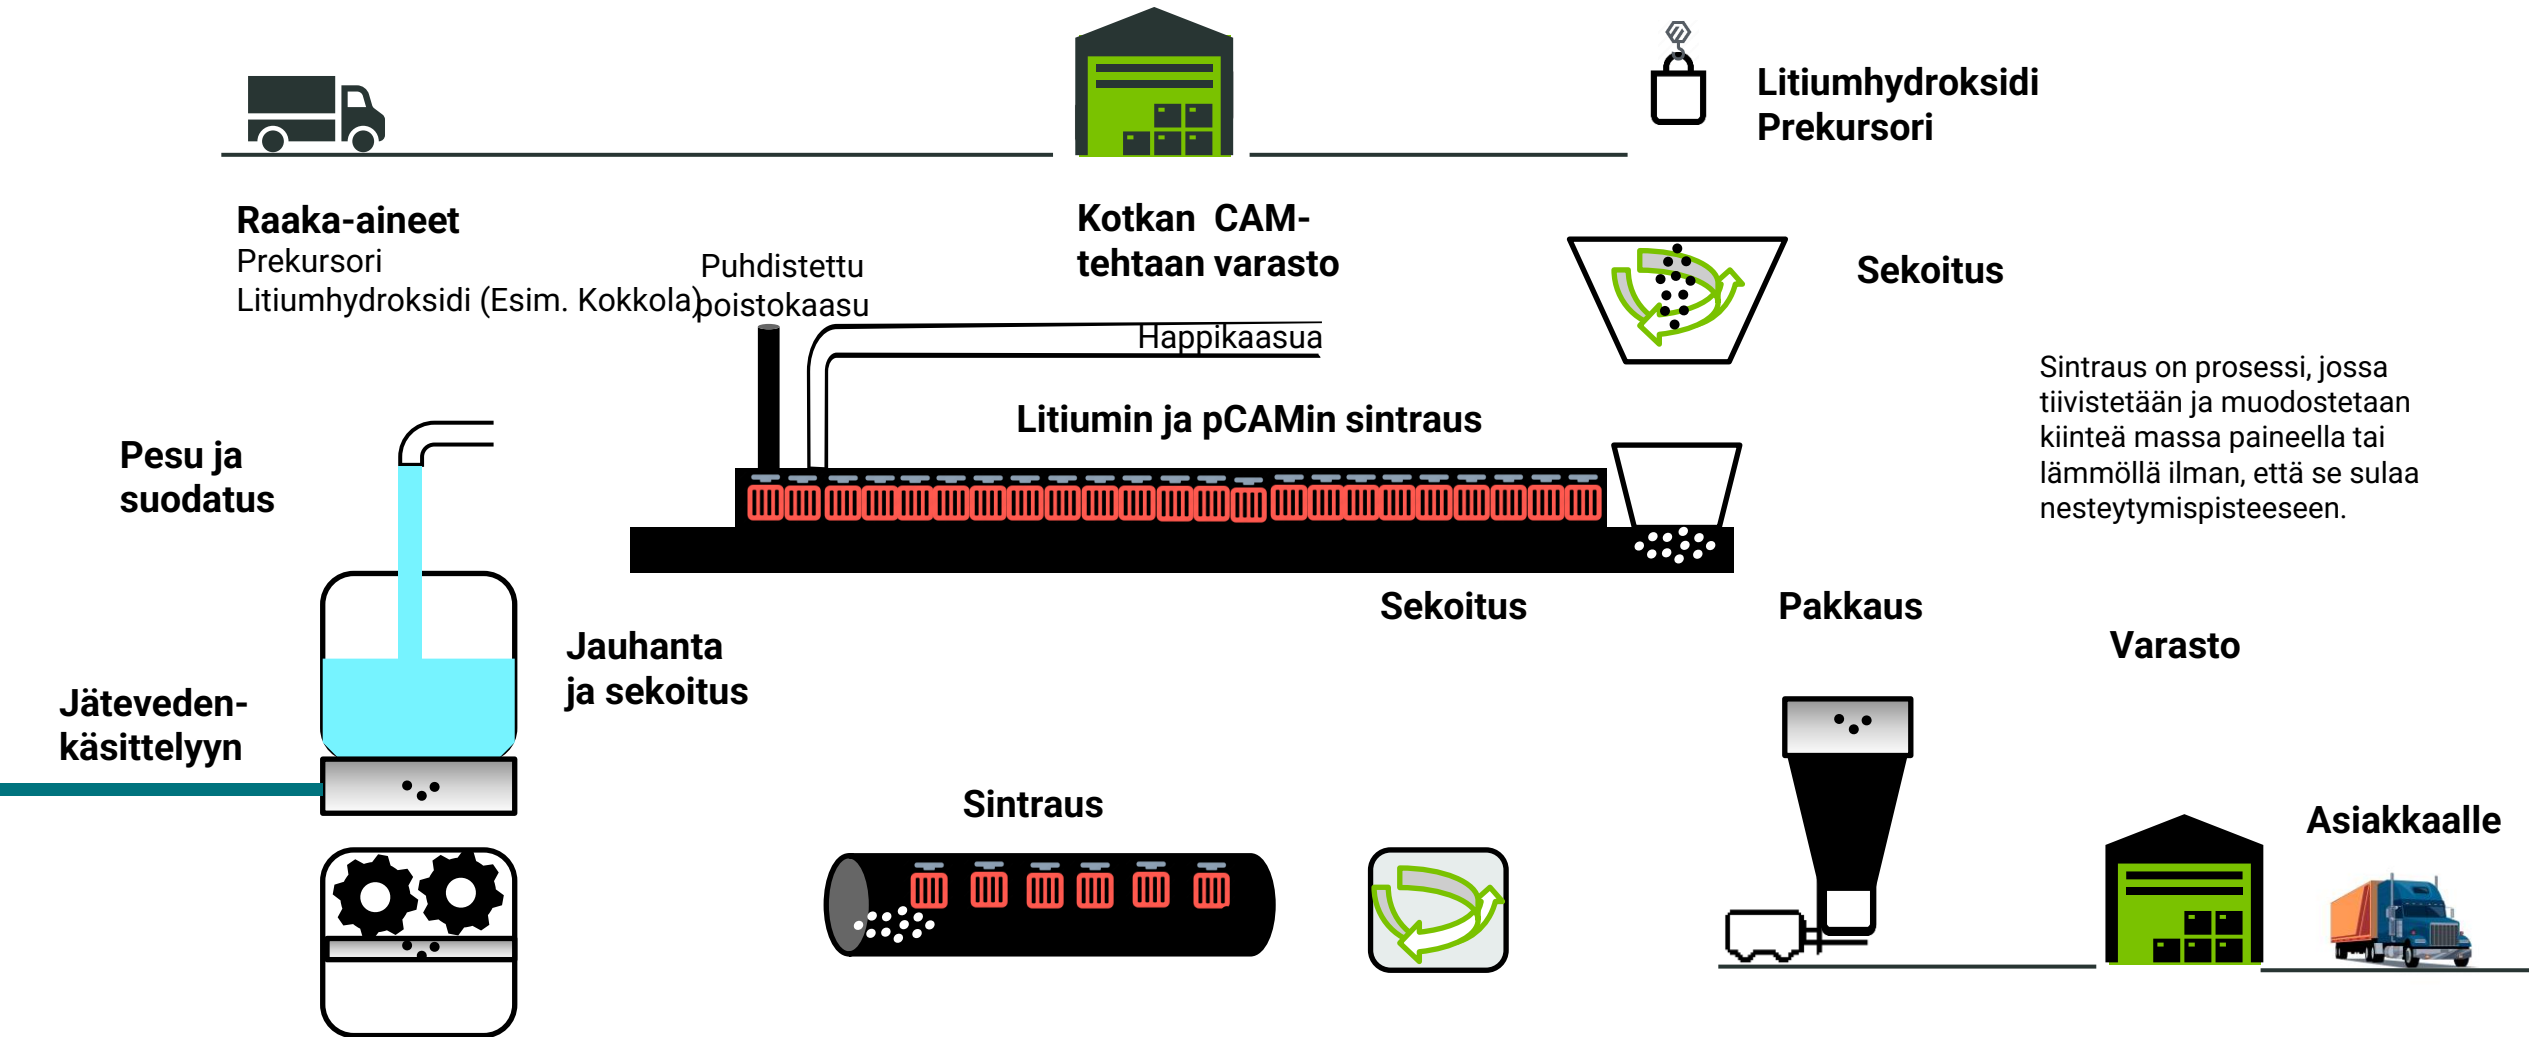 Litiumhydroksidi
Prekursori
Raaka-aineet
Prekursori
Litiumhydroksidi (Esim. Kokkola)
Puhdistettu
poistokaasu
Kotkan CAM-
tehtaan varasto
Happikaasua
Sekoitus
Sintraus on prosessi, jossa
tiivistetään ja muodostetaan
kiinteä massa paineella tai
lämmöllä ilman, että se sulaa
nesteytymispisteeseen.
Litiumin ja pCAMin sintraus
Pesu ja
suodatus
Jäteveden-
käsittelyyn
Jauhanta
ja sekoitus
Sintraus
Sekoitus
Pakkaus
Varasto
Asiakkaalle